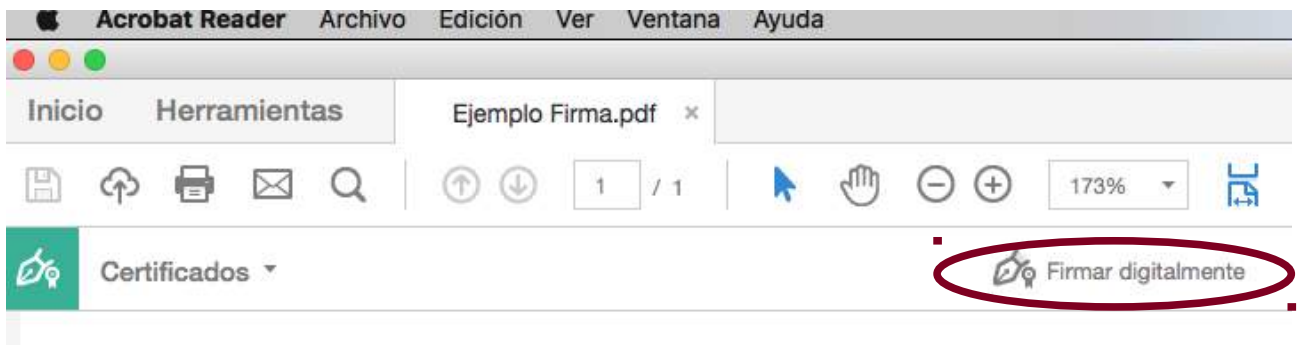 Acrobat Reader Archivo Edición Ver Ventana Ayuda
Inicio Herramientas Ejemplo Firma.pdf ×
1 / 1 173%
Certificados Firmar digitalmente